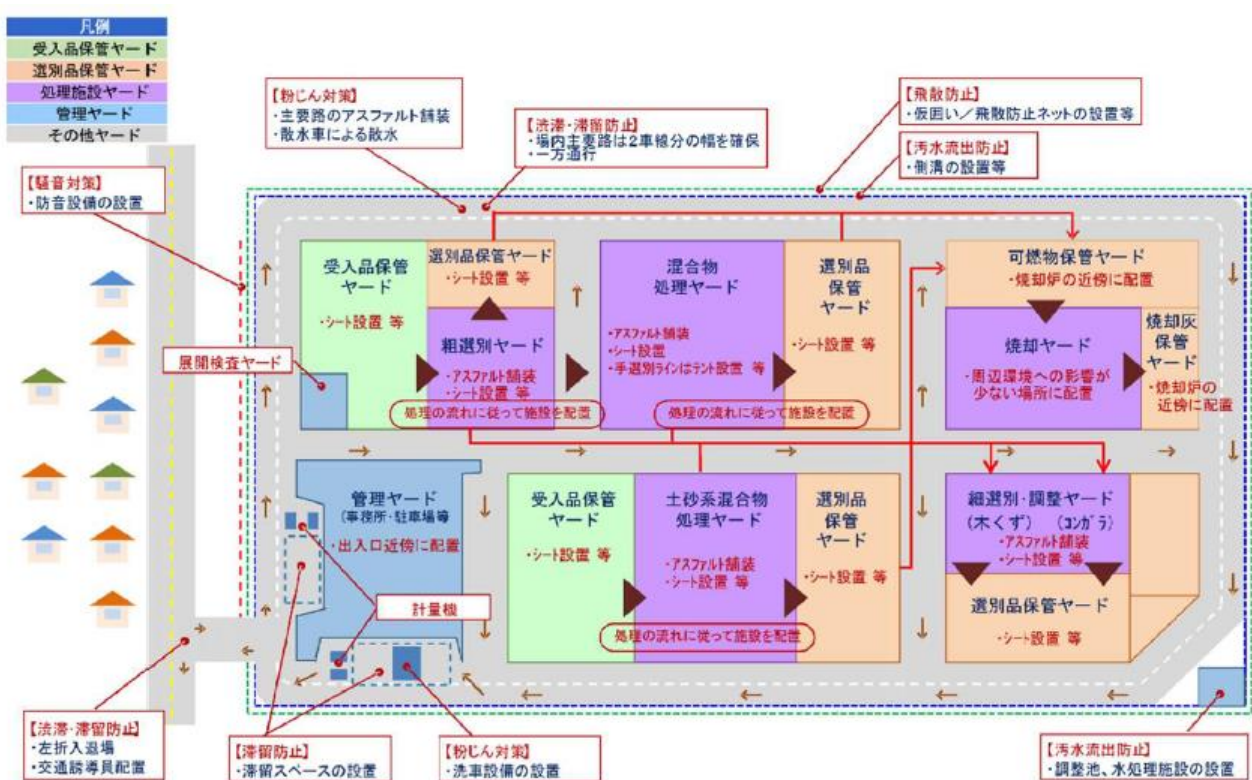 凡例
受入品保管ヤード
選別品保管ヤード
処理施設ヤード
管理ヤード
その他ヤード
【粉じん対策】
・主要路のアスファルト舗装
・散水車による散水
【渋滞・滞留防止】
・場内主要路は2車線分の幅を確保
・一方通行
【飛散防止】
・仮囲い/飛散防止ネットの設置等
【汚水流出防止】
・側溝の設置等
【騒音対策】
・防音設備の設置
受入品保管
ヤード
・シート設置 等
選別品保管ヤード
・シート設置 等
粗選別ヤード
・アスファルト舗装
・シート設置 等
処理の流れに従って施設を配置
展開検査ヤード
混合物
処理ヤード
・アスファルト舗装
・シート設置
・手選別ラインはテント設置 等
選別品
保管
ヤード
・シート設置 等
処理の流れに従って施設を配置
可燃物保管ヤード
・焼却炉の近傍に配置
焼却ヤード
・周辺環境への影響が
少ない場所に配置
焼却灰
保管
ヤード
・焼却炉の
近傍に配置
管理ヤード
(事務所・駐車場等
・出入口近傍に配置
計量機
受入品保管
ヤード
・シート設置 等
土砂系混合物
処理ヤード
・アスファルト舗装
・シート設置 等
選別品
保管
ヤード
・シート設置 等
処理の流れに従って施設を配置
細選別・調整ヤード
(木くず) (コンガラ)
・アスファルト舗装
・シート設置 等
選別品保管ヤード
・シート設置 等
【渋滞・滞留防止】
・左折入退場
・交通誘導員配置
【滞留防止】
・滞留スペースの設置
【粉じん対策】
・洗車設備の設置
【汚水流出防止】
・調整池、水処理施設の設置